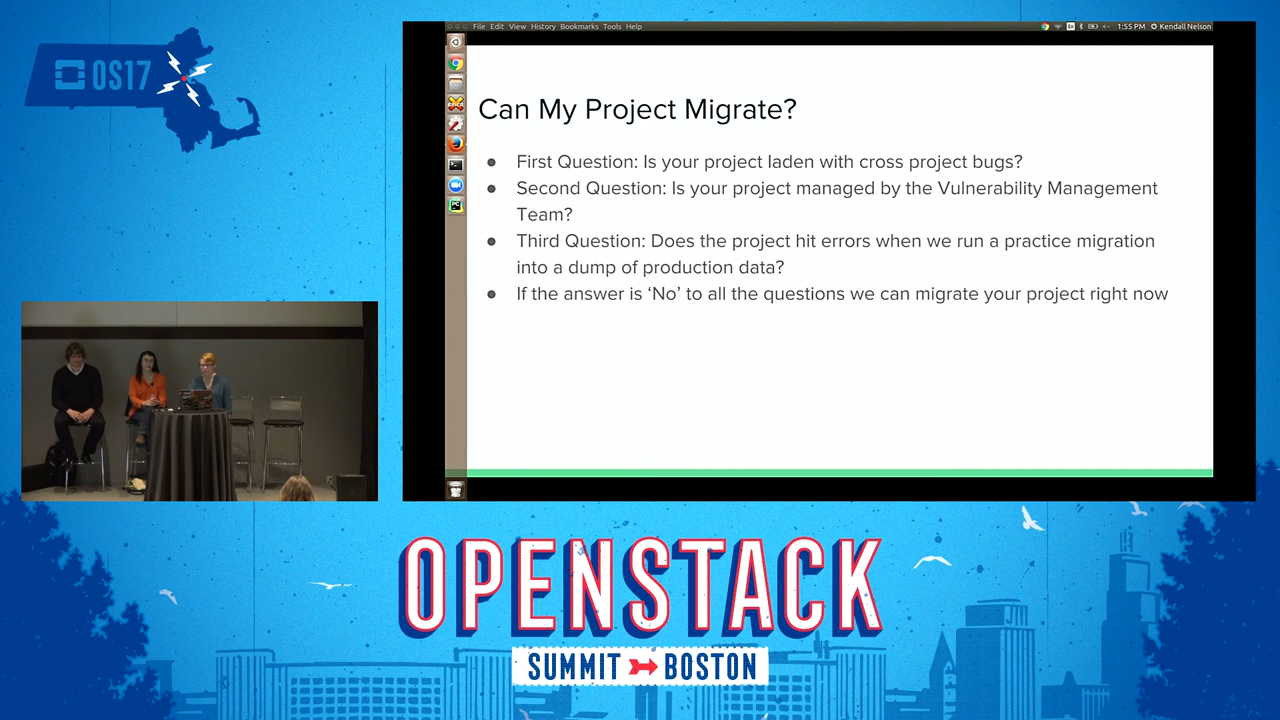 OS17
File Edit View History Bookmarks Tools Help
1:55 PM Kendall Nelson
Can My Project Migrate?
First Question: Is your project laden with cross project bugs?
Second Question: Is your project managed by the Vulnerability Management
Team?
Third Question: Does the project hit errors when we run a practice migration
into a dump of production data?
If the answer is ‘No’ to all the questions we can migrate your project right now
OPENSTACK
SUMMIT BOSTON